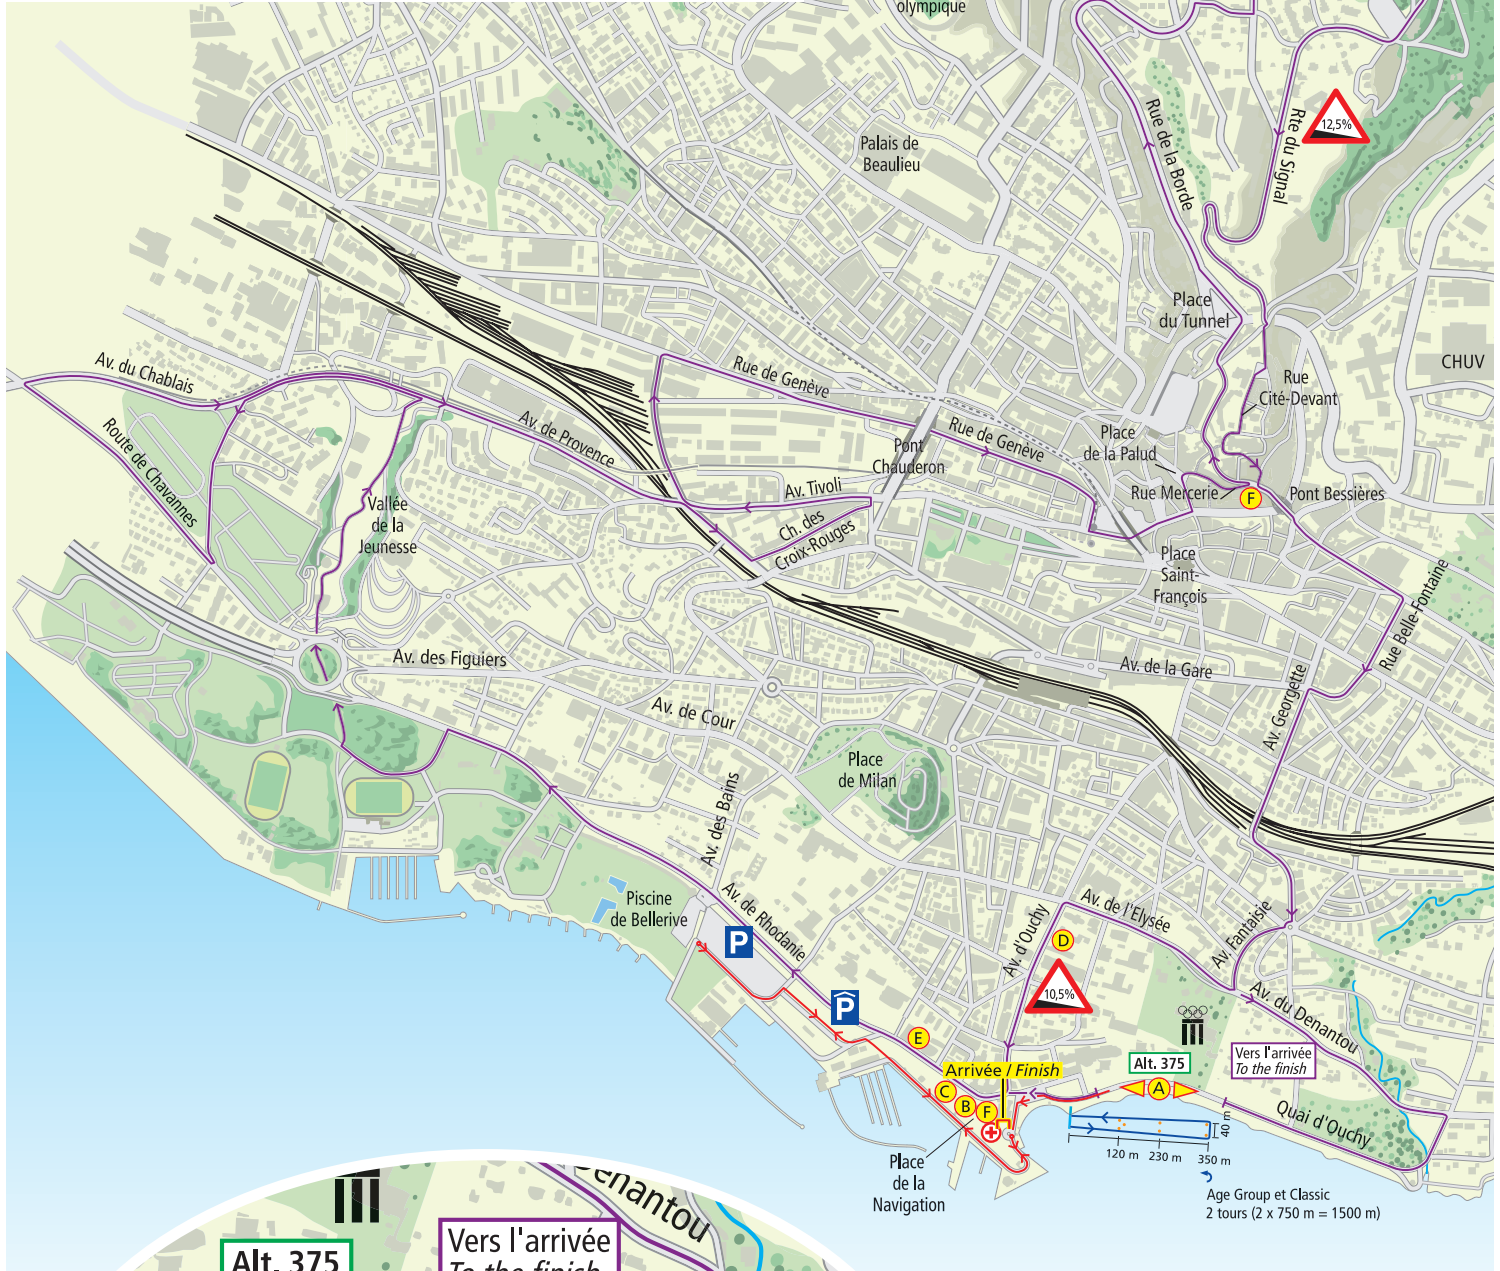 olympique
12,5%
Rue de la Borde
Rte du Signal
Palais de
Beaulieu
Place
du Tunnel
CHUV
Av. du Chablais
Rue de Genève
Rue
Cité-Devant
Route de Chavannes
Av. de Provence
Rue de Genève
Place
de la Palud
Pont
Chauderon
Vallée
de la
Jeunesse
Av. Tivoli
Rue Mercerie
F
Pont Bessières
Ch. des
Croix-Rouges
Place
Saint-
François
Rue Belle-Fontaine
Av. des Figuiers
Av. de la Gare
Av. de Cour
Av. Georgette
Place
de Milan
Av. des Bains
Piscine
de Bellerive
Av. de Rhodanie
Av. d'Ouchy
Av. de l'Elysée
Av. Fantaisie
P
D
10,5%
P
Av. du Denantou
E
Arrivée / Finish
Alt. 375
Vers l'arrivée
To the finish
C
B
F
A
Quai d'Ouchy
40 m
120 m
230 m
350 m
Place
de la
Navigation
Age Group et Classic
2 tours (2 x 750 m = 1500 m)
Denantou
Vers l'arrivée
To the finish
Alt. 375